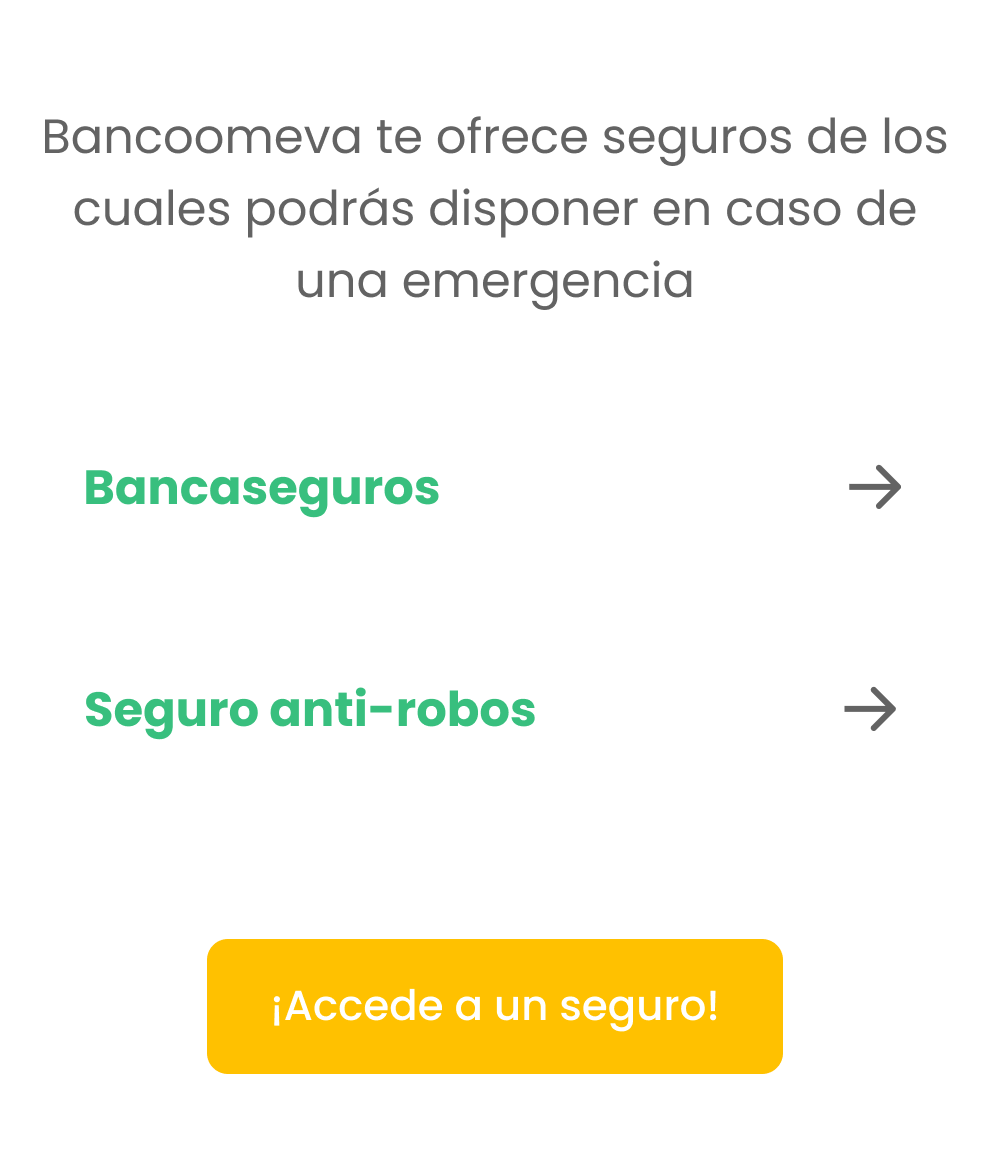 Bancoomeva te ofrece seguros de los
cuales podrás disponer en caso de
una emergencia
Bancaseguros
Seguro anti-robos
¡Accede a un seguro!